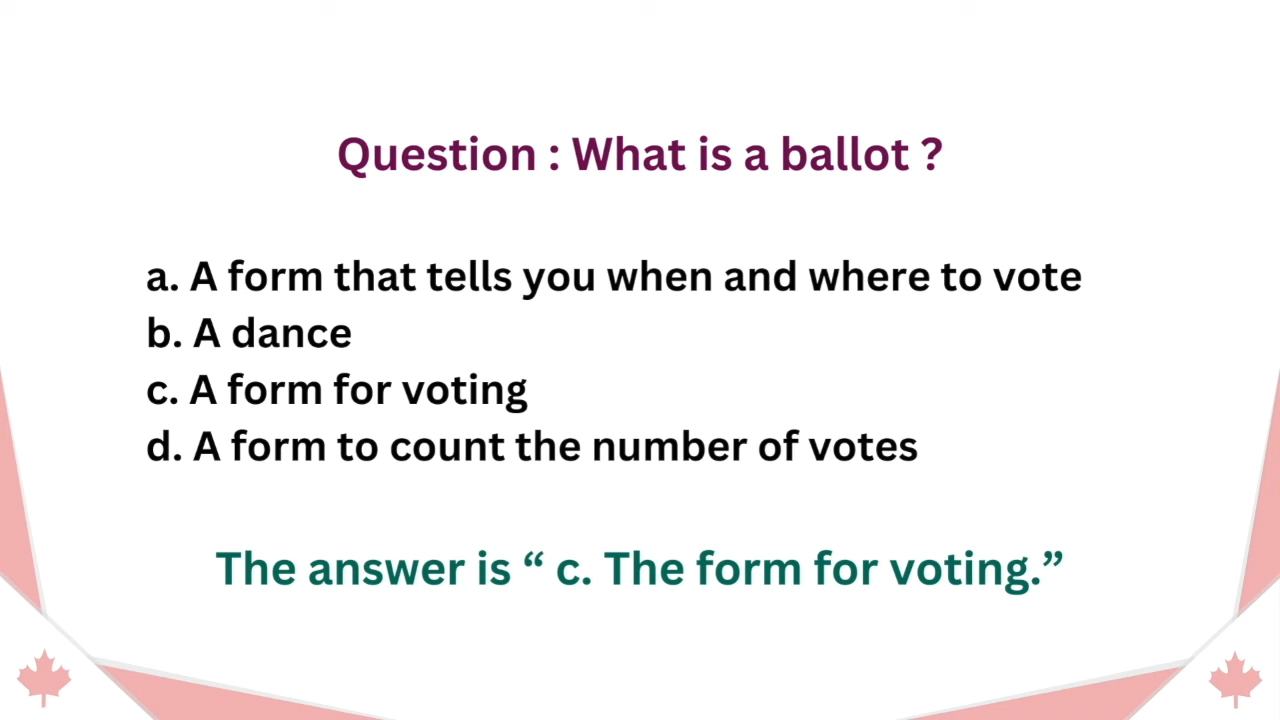 Question : What is a ballot ?
a. A form that tells you when and where to vote
b. A dance
c. A form for voting
d. A form to count the number of votes
The answer is “ c. The form for voting.”